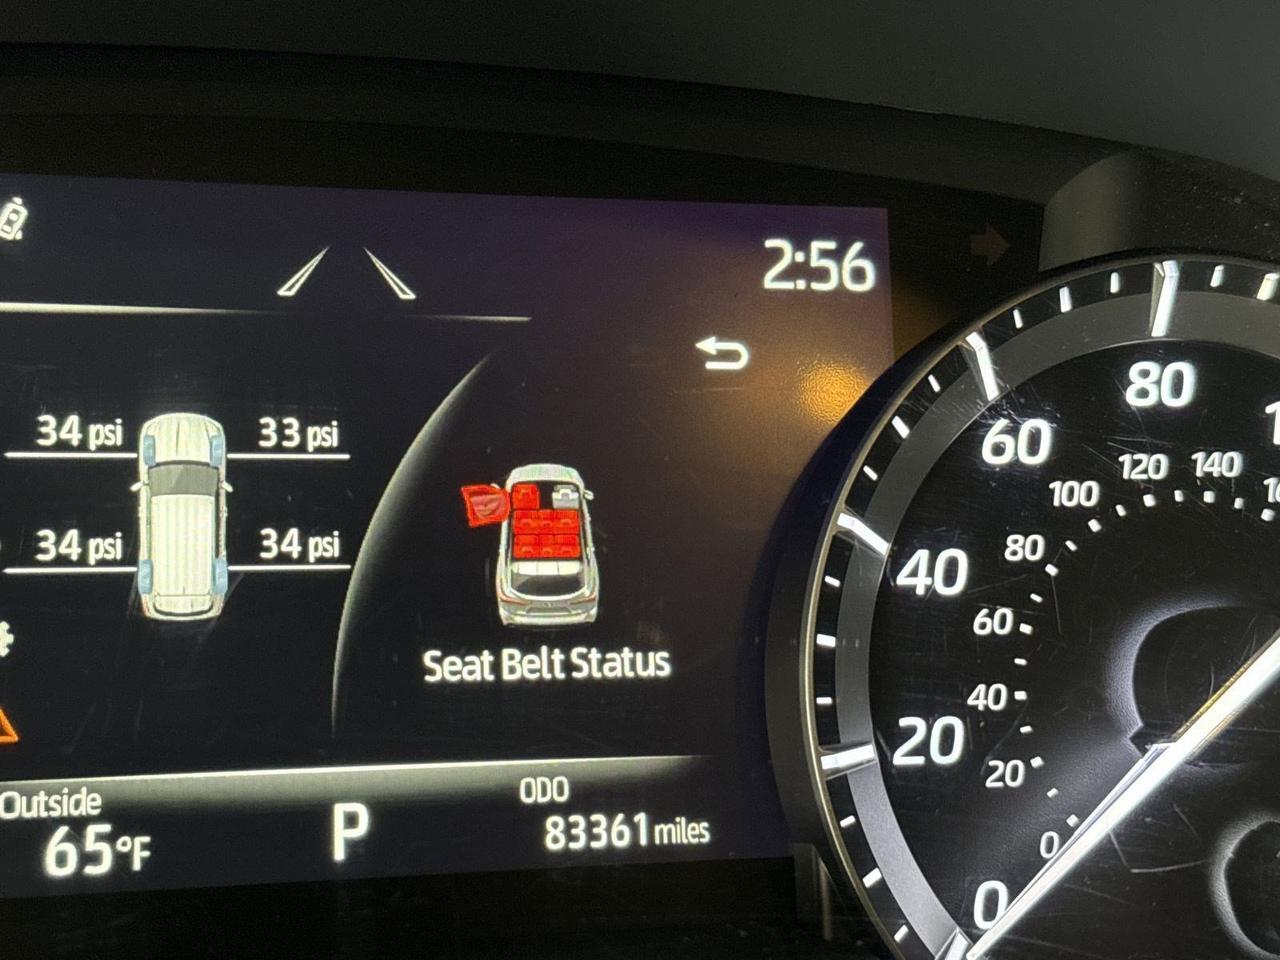 2:56
34 psi
33 psi
34 psi
34 psi
Seat Belt Status
Outside
65°F
P
ODO
83361 miles
80
60
40
20
0
140
120
100
80
60
40
20
0